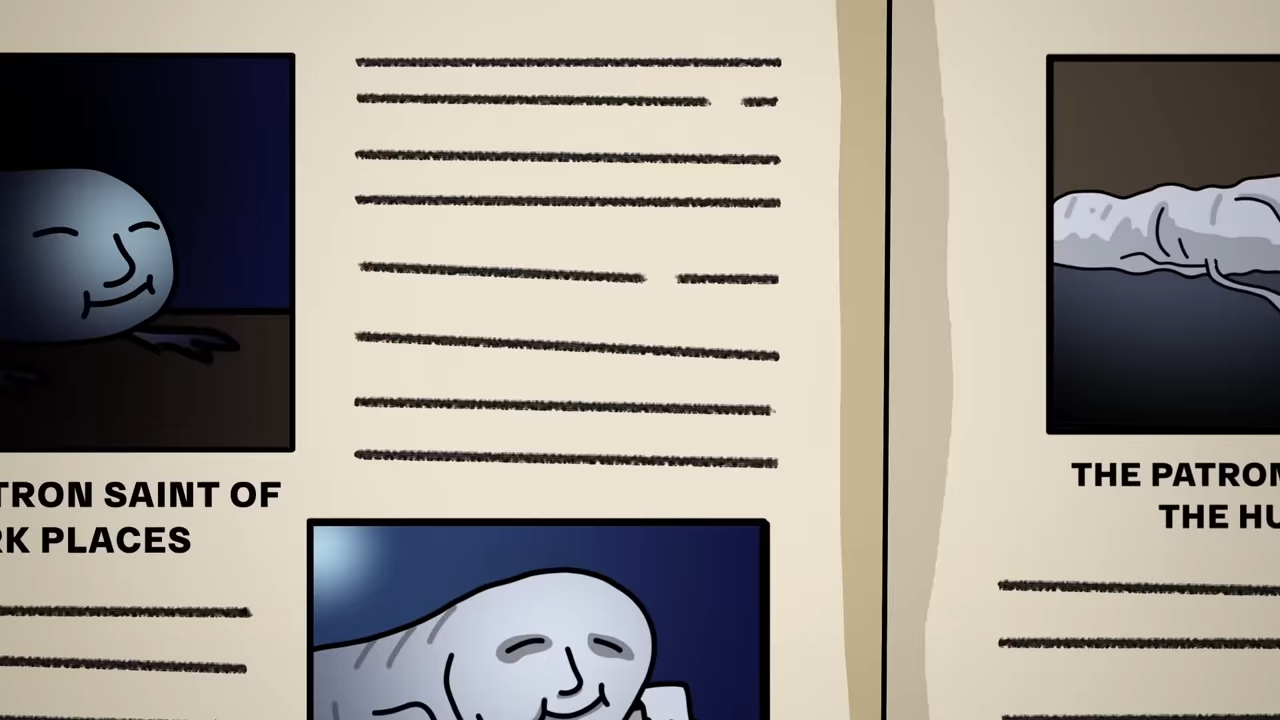 TRON SAINT OF
RK PLACES
THE PATRON
THE HU